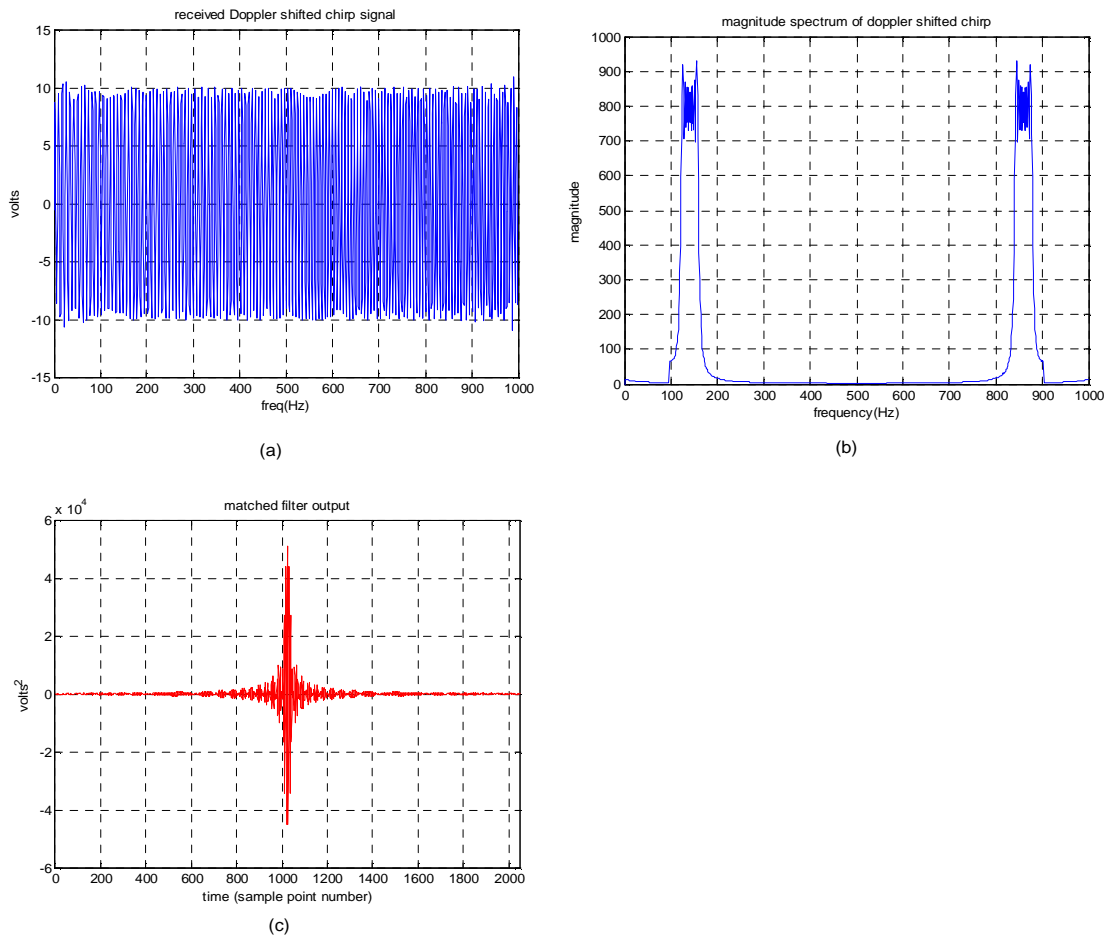 received Doppler shifted chirp signal
15
10
5
0
-5
-10
-15
volts
0 100 200 300 400 500 600 700 800 900 1000
freq(Hz)
(a)
magnitude spectrum of doppler shifted chirp
1000
900
800
700
600
500
400
300
200
100
0
magnitude
0 100 200 300 400 500 600 700 800 900 1000
frequency(Hz)
(b)
matched filter output
x 10^4
6
4
2
0
-2
-4
-6
volts^2
0 200 400 600 800 1000 1200 1400 1600 1800 2000
time (sample point number)
(c)